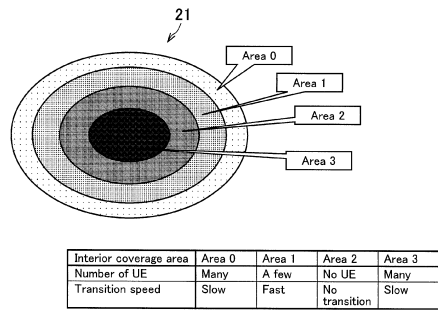 21
Area 0
Area 1
Area 2
Area 3
Interior coverage area Area 0 Area 1 Area 2 Area 3
Number of UE Many A few No UE Many
Transition speed Slow Fast No transition Slow